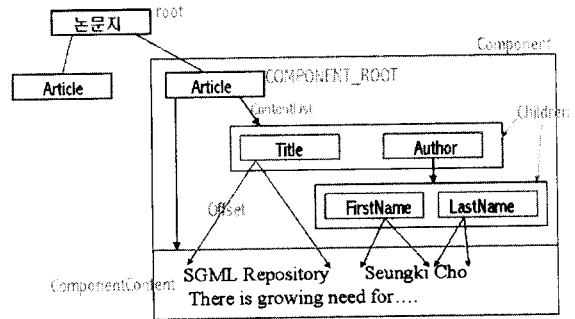 root
논문지
Component
Article
Article
COMPONENT_ROOT
ContentList
Children
Title
Author
Offset
FirstName
LastName
SGML Repository
Seungki Cho
ComponentContent
There is growing need for….